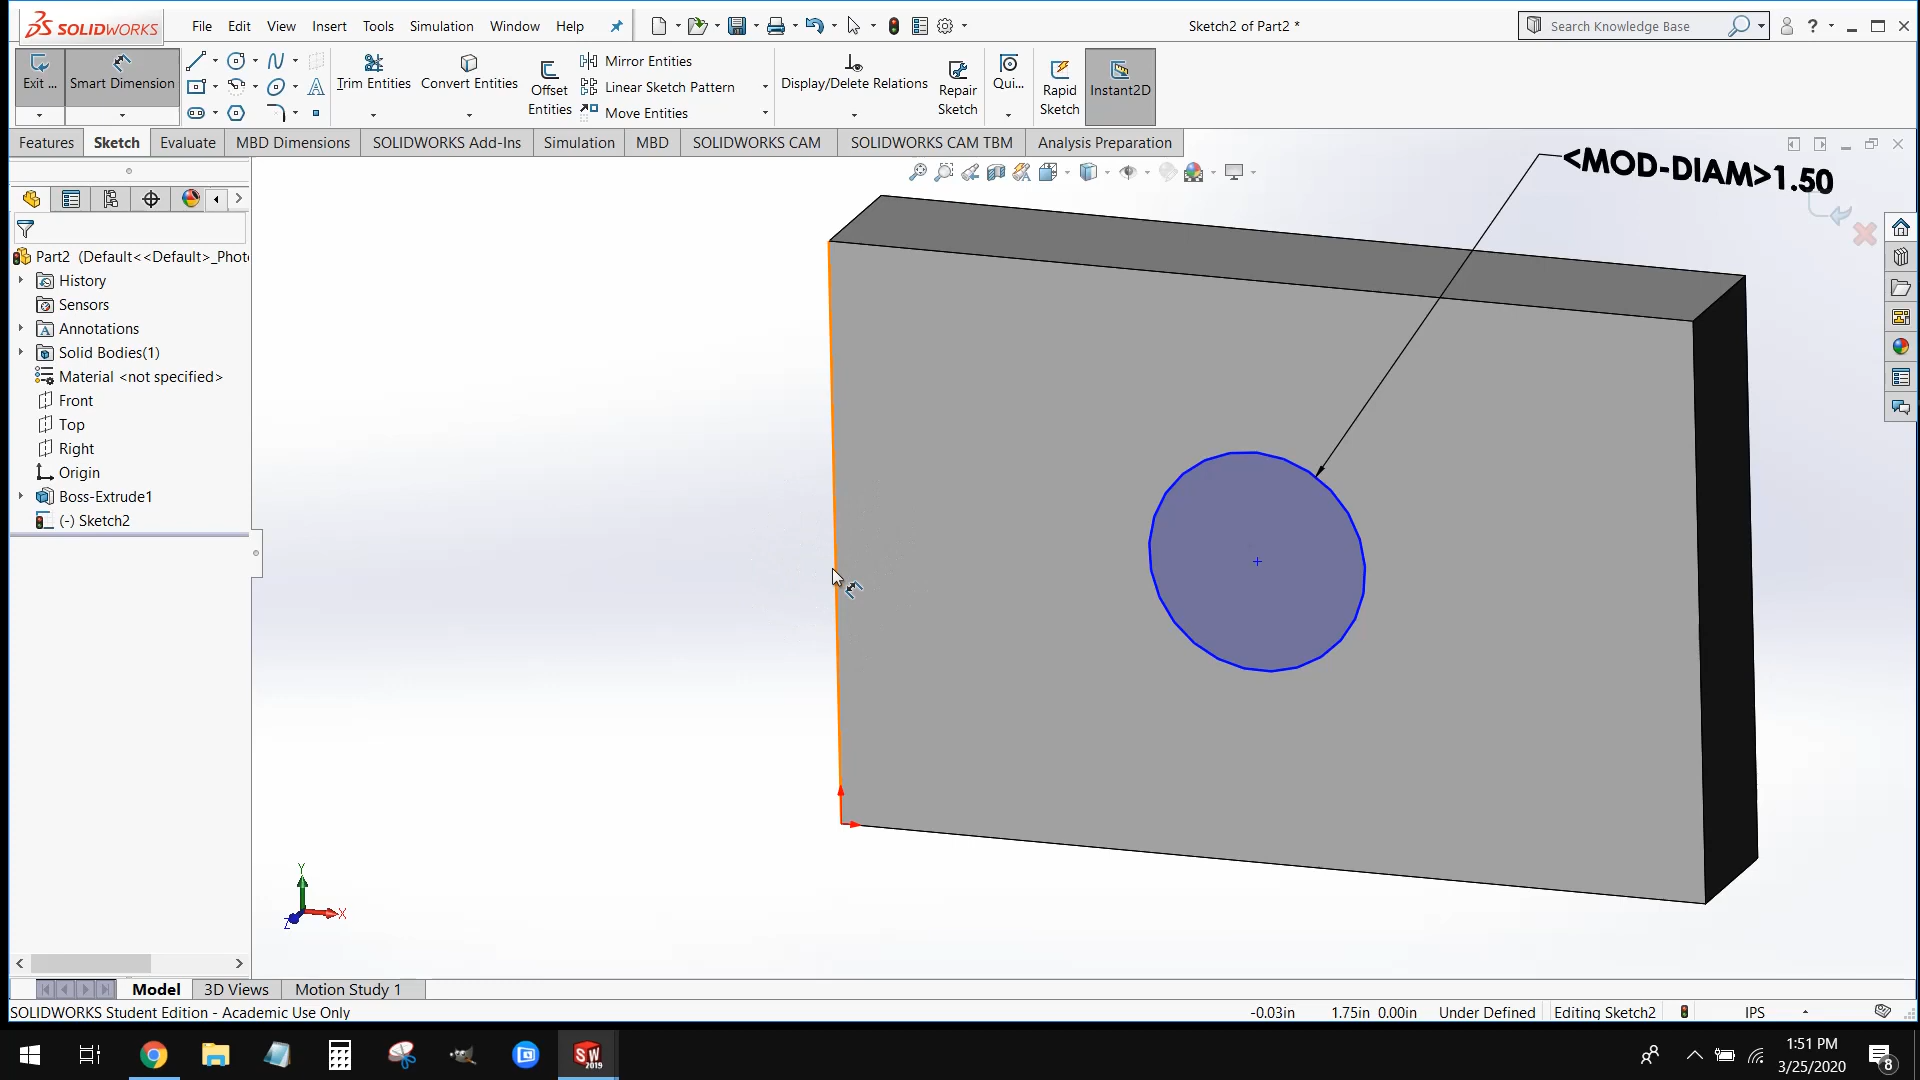 SOLIDWORKS
File Edit View Insert Tools Simulation Window Help
Sketch2 of Part2 *
Search Knowledge Base
?
Exit ...
Smart Dimension
Trim Entities
Convert Entities
Offset Entities
Mirror Entities
Linear Sketch Pattern
Move Entities
Display/Delete Relations
Repair Sketch
Qui...
Rapid Sketch
Instant2D
Features Sketch Evaluate MBD Dimensions SOLIDWORKS Add-Ins Simulation MBD SOLIDWORKS CAM SOLIDWORKS CAM TBM Analysis Preparation
<MOD-DIAM>1.50
Part2 (Default<<Default>_Phot
History
Sensors
Annotations
Solid Bodies(1)
Material <not specified>
Front
Top
Right
Origin
Boss-Extrude1
(-) Sketch2
Y
X
Z
Model 3D Views Motion Study 1
SOLIDWORKS Student Edition - Academic Use Only
-0.03in 1.75in 0.00in Under Defined Editing Sketch2 IPS
SW
2019
1:51 PM
3/25/2020
8